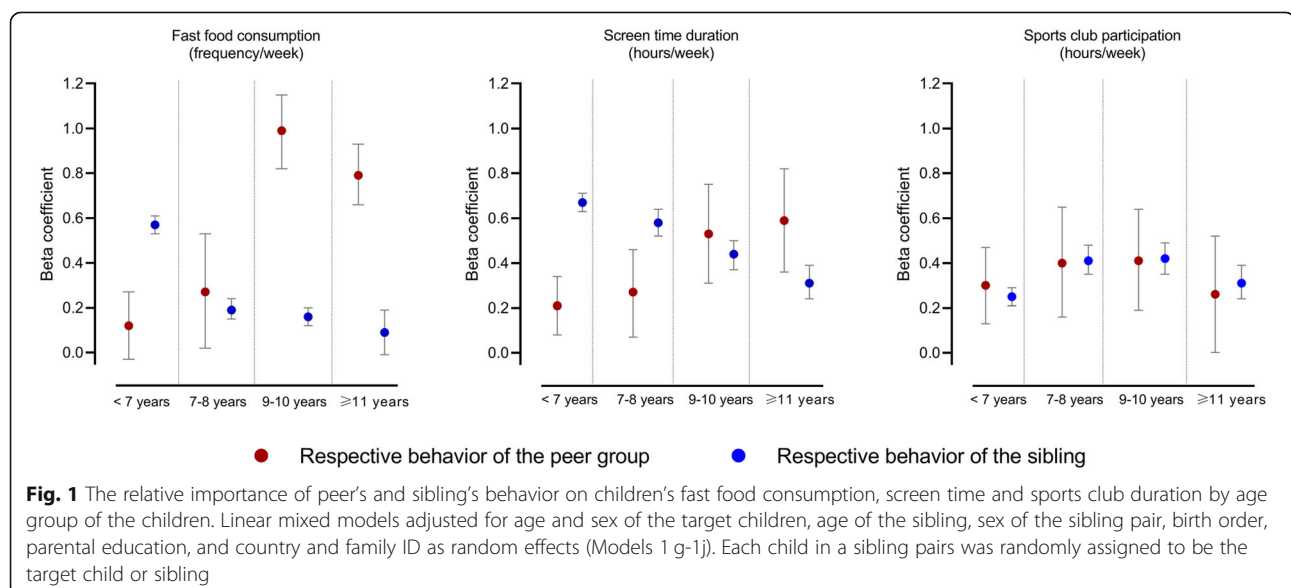 Fast food consumption
(frequency/week)
Screen time duration
(hours/week)
Sports club participation
(hours/week)
Beta coefficient
1.2
1.0
0.8
0.6
0.4
0.2
0.0
< 7 years 7-8 years 9-10 years ≥11 years
Beta coefficient
1.2
1.0
0.8
0.6
0.4
0.2
0.0
< 7 years 7-8 years 9-10 years ≥11 years
Beta coefficient
1.2
1.0
0.8
0.6
0.4
0.2
0.0
< 7 years 7-8 years 9-10 years ≥11 years
Respective behavior of the peer group
Respective behavior of the sibling
Fig. 1 The relative importance of peer's and sibling's behavior on children's fast food consumption, screen time and sports club duration by age
group of the children. Linear mixed models adjusted for age and sex of the target children, age of the sibling, sex of the sibling pair, birth order,
parental education, and country and family ID as random effects (Models 1 g-1j). Each child in a sibling pairs was randomly assigned to be the
target child or sibling